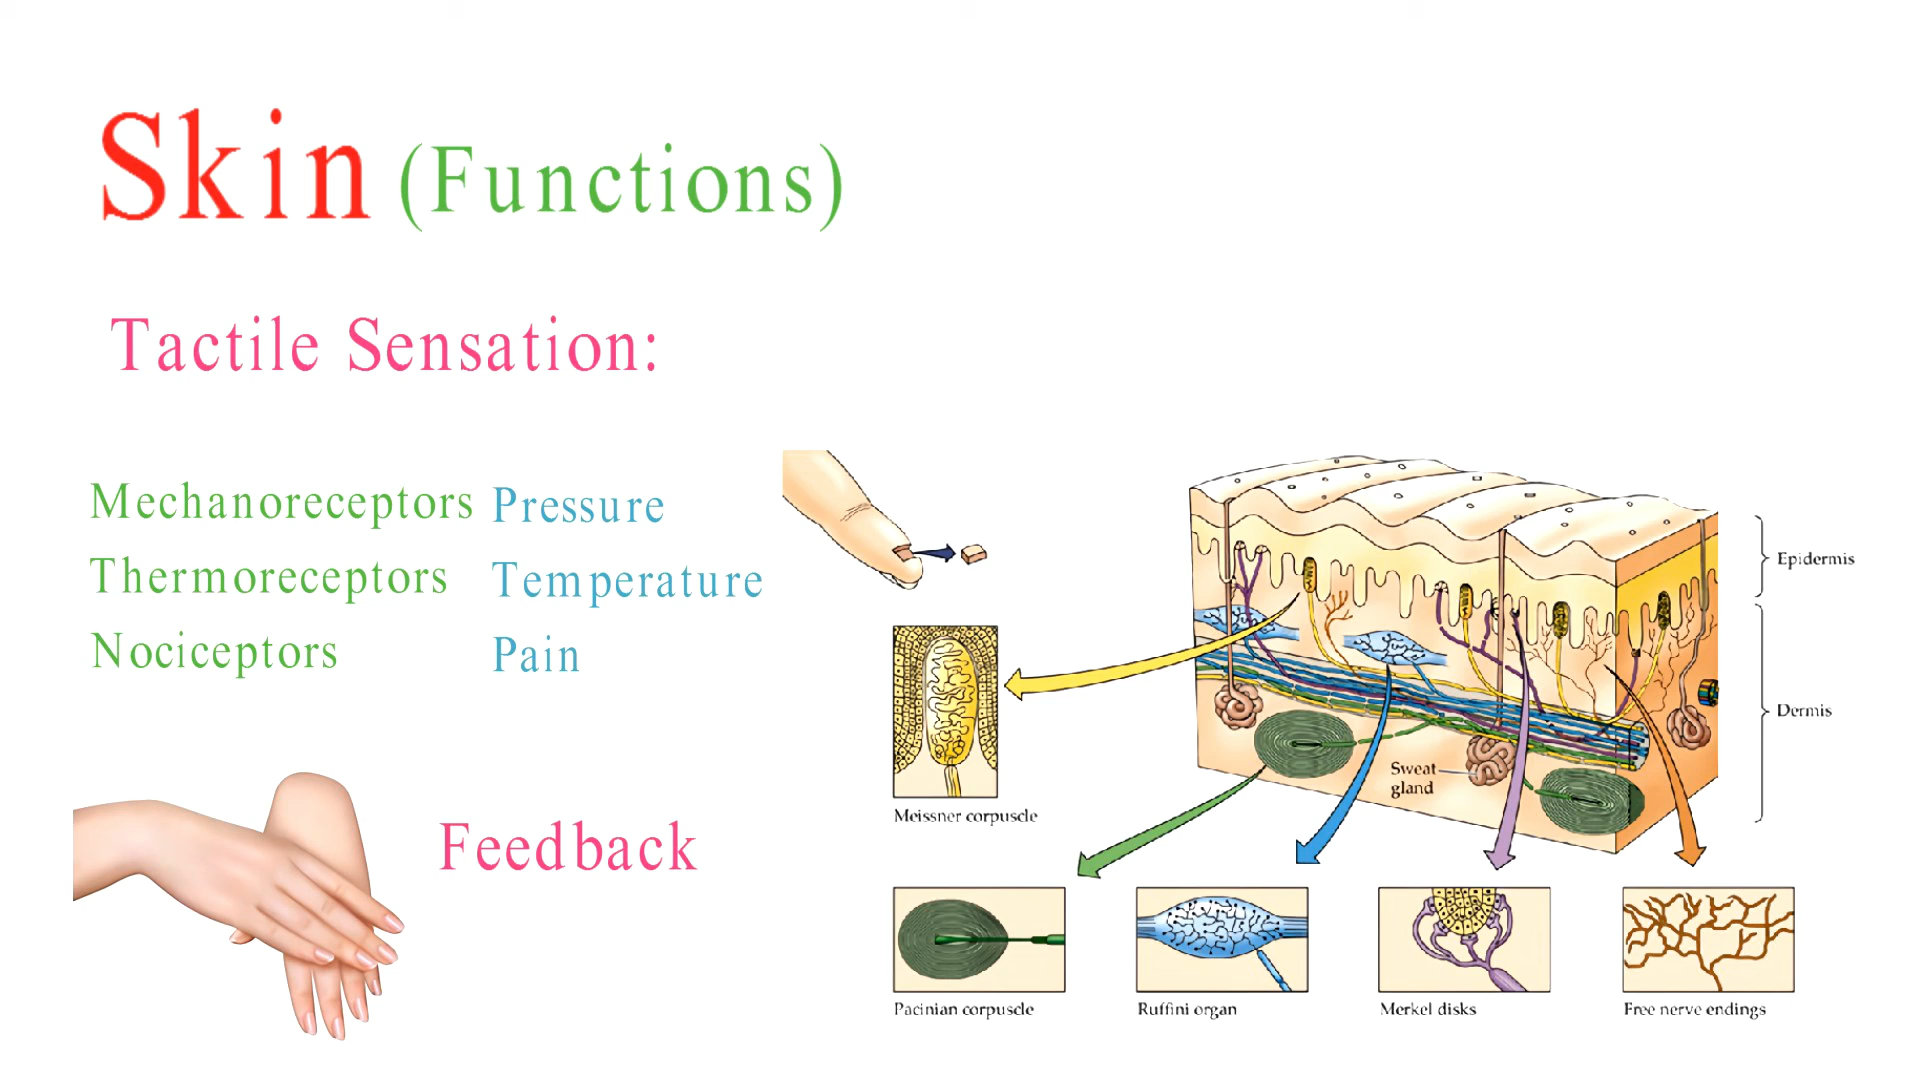 Skin (Functions)
Tactile Sensation:
Mechanoreceptors Pressure
Thermoreceptors Temperature
Nociceptors Pain
Feedback
Epidermis
Dermis
Sweat
gland
Meissner corpuscle
Pacinian corpuscle
Ruffini organ
Merkel disks
Free nerve endings